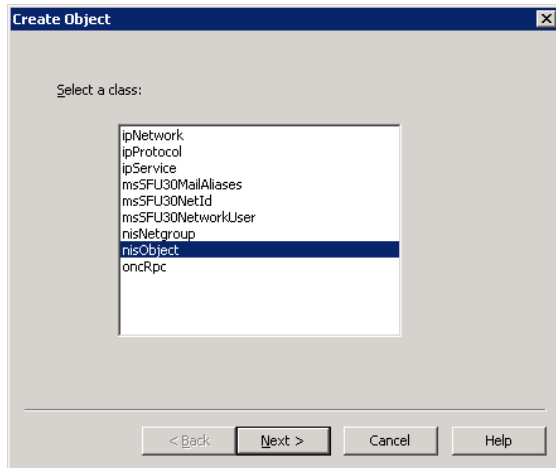 Create Object
Select a class:
ipNetwork
ipProtocol
ipService
msSFU30MailAliases
msSFU30NetId
msSFU30NetworkUser
nisNetgroup
nisObject
oncRpc
< Back Next > Cancel Help